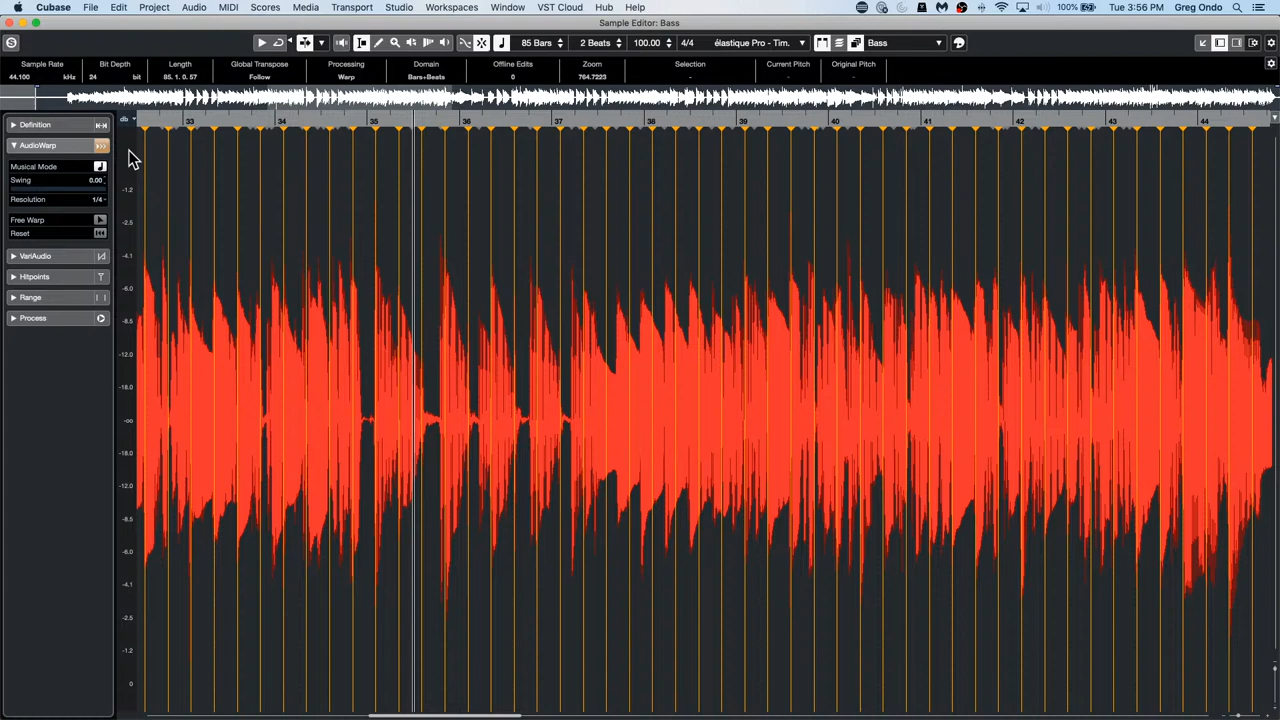 Cubase File Edit Project Audio MIDI Scores Media Transport Studio Workspaces Window VST Cloud Hub Help 100% Tue 3:56 PM Greg Ondo
Sample Editor: Bass
85 Bars 2 Beats 100.00 4/4 élastique Pro - Tim. Bass
Sample Rate Bit Depth Length Global Transpose Processing Domain Offline Edits Zoom Selection Current Pitch Original Pitch
44.100 kHz 24 bit 85. 1. 0. 57 Follow Warp Bars+Beats 0 764.7223 - - -
db 33 34 35 36 37 38 39 40 41 42 43 44
Definition
AudioWarp
Musical Mode
Swing 0.00
Resolution 1/4
Free Warp
Reset
VariAudio
Hitpoints
Range
Process
-1.2
-2.5
-4.1
-6.0
-8.5
-12.0
-18.0
-oo
-18.0
-12.0
-8.5
-6.0
-4.1
-2.5
-1.2
0